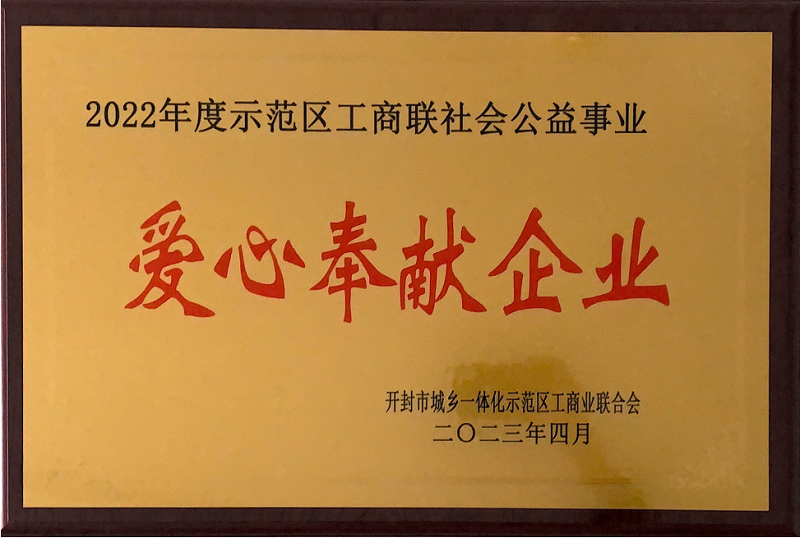 2022年度示范区工商联社会公益事业
爱心奉献企业
开封市城乡一体化示范区工商业联合会
二〇二三年四月